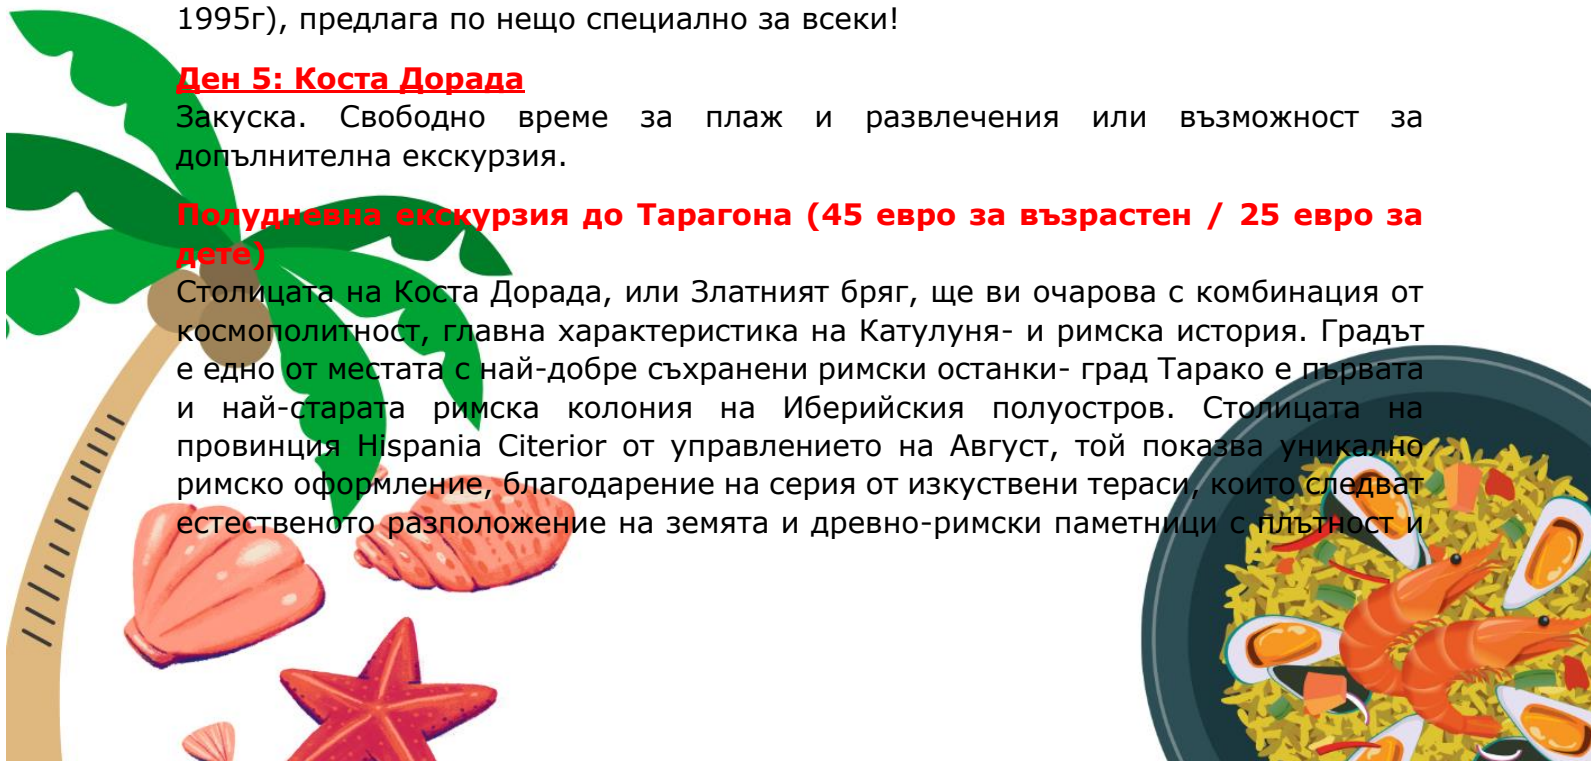 1995г), предлага по нещо специално за всеки!
Ден 5: Коста Дорада
Закуска. Свободно време за плаж и развлечения или възможност за
допълнителна екскурзия.
Полудневна екскурзия до Тарагона (45 евро за възрастен / 25 евро за
дете)
Столицата на Коста Дорада, или Златният бряг, ще ви очарова с комбинация от
космополитност, главна характеристика на Катулуня- и римска история. Градът
е едно от местата с най-добре съхранени римски останки- град Тарако е първата
и най-старата римска колония на Иберийския полуостров. Столицата на
провинция Hispania Citerior от управлението на Август, той показва уникално
римско оформление, благодарение на серия от изкуствени тераси, които следват
естественото разположение на земята и древно-римски паметници с плътност и